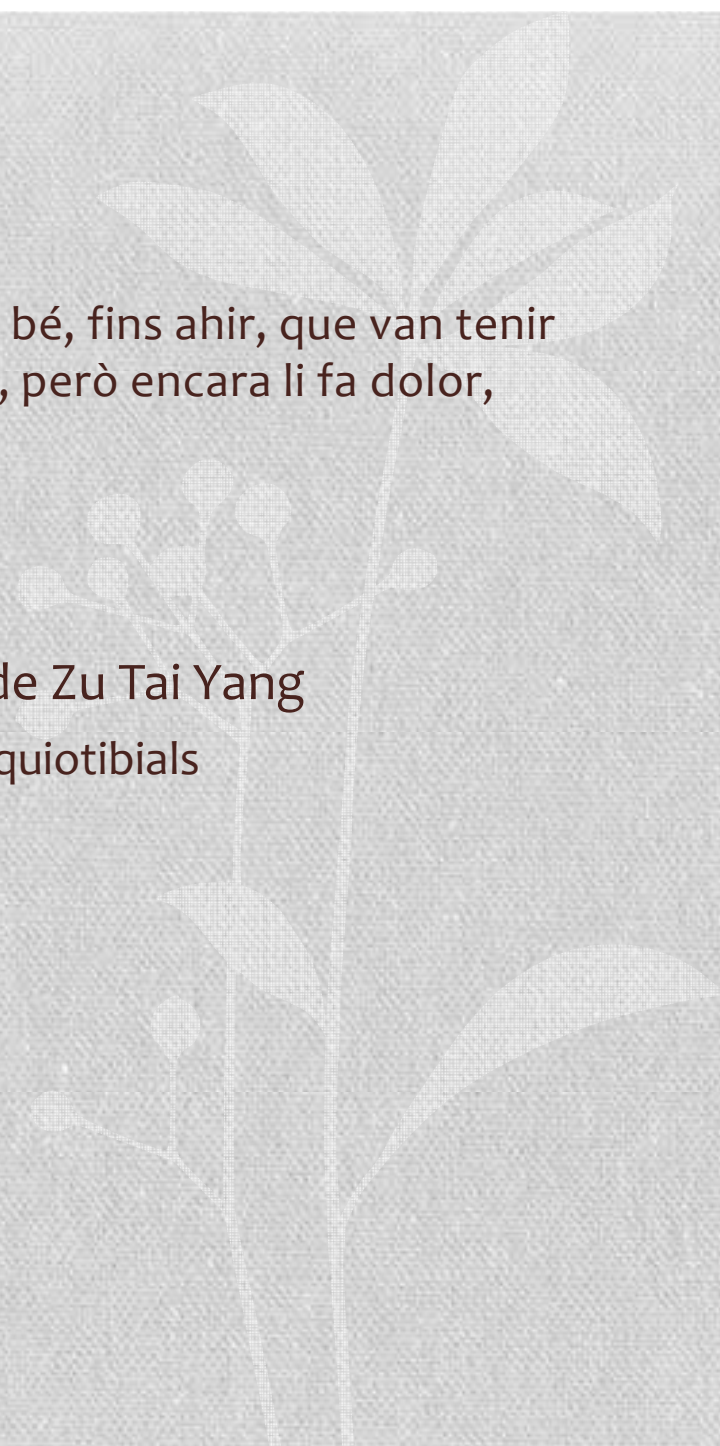 bé, fins ahir, que van tenir
, però encara li fa dolor,
de Zu Tai Yang
quiotibials